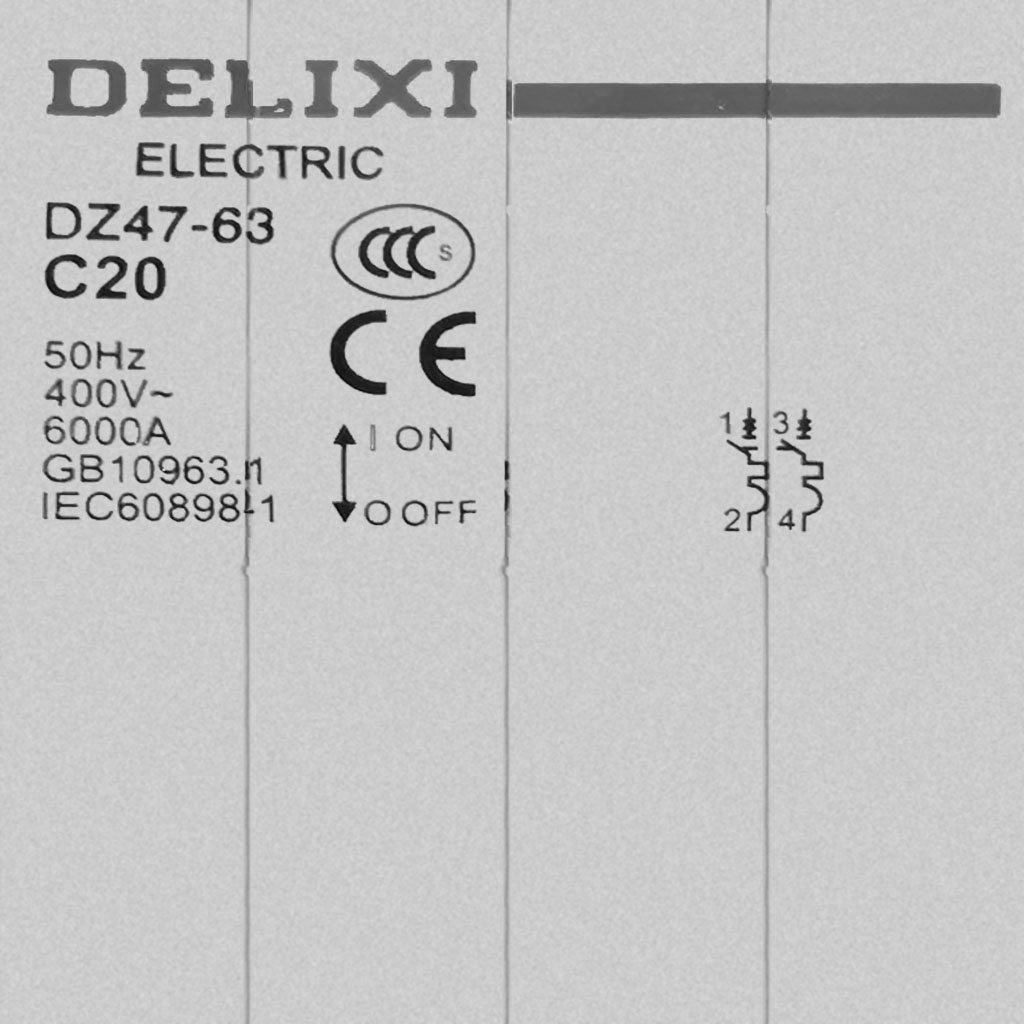 DELIXI
ELECTRIC
DZ47-63
C20
CCC S
CE
50Hz
400V~
6000A
GB10963.1
IEC60898-1
I ON
O OFF
1 3
2 4